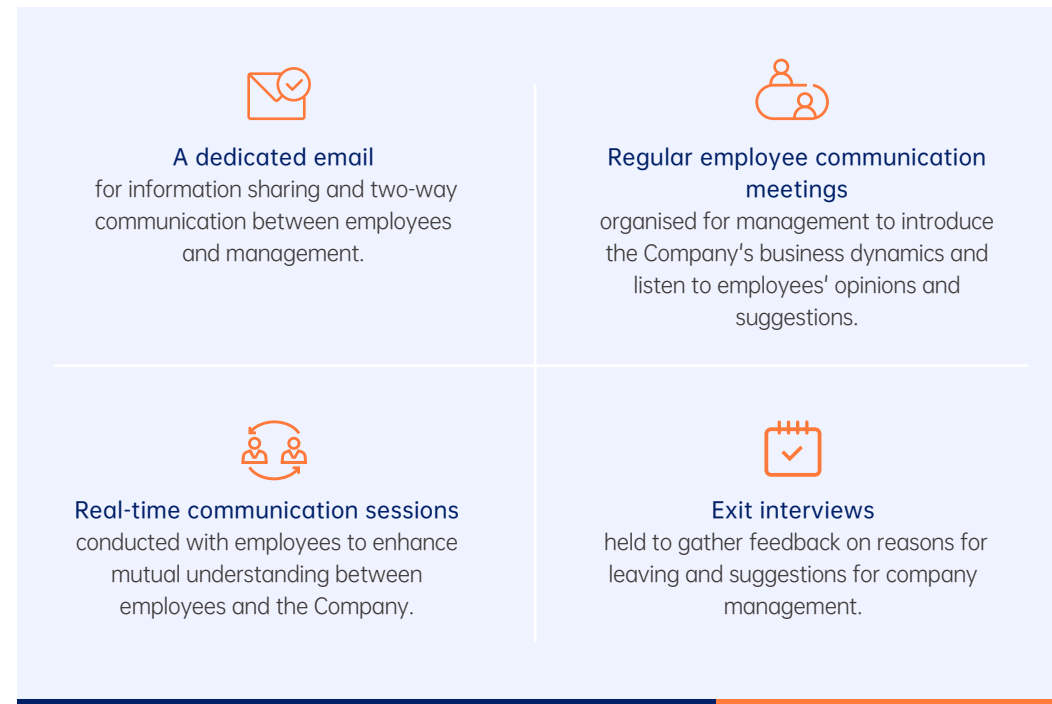 A dedicated email
for information sharing and two-way
communication between employees
and management.
Regular employee communication
meetings
organised for management to introduce
the Company's business dynamics and
listen to employees' opinions and
suggestions.
Real-time communication sessions
conducted with employees to enhance
mutual understanding between
employees and the Company.
Exit interviews
held to gather feedback on reasons for
leaving and suggestions for company
management.